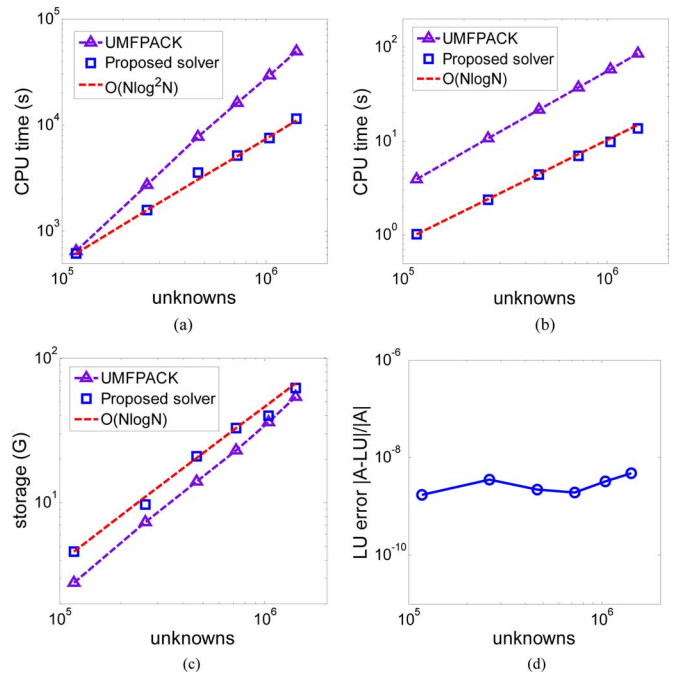 10^5
10^4
10^3
CPU time (s)
UMFPACK
Proposed solver
O(Nlog^2N)
10^5
10^6
unknowns
(a)
10^2
10^1
10^0
CPU time (s)
UMFPACK
Proposed solver
O(NlogN)
10^5
10^6
unknowns
(b)
10^2
10^1
storage (G)
UMFPACK
Proposed solver
O(NlogN)
10^5
10^6
unknowns
(c)
10^-6
10^-8
10^-10
LU error |A-LU|/|A|
10^5
10^6
unknowns
(d)